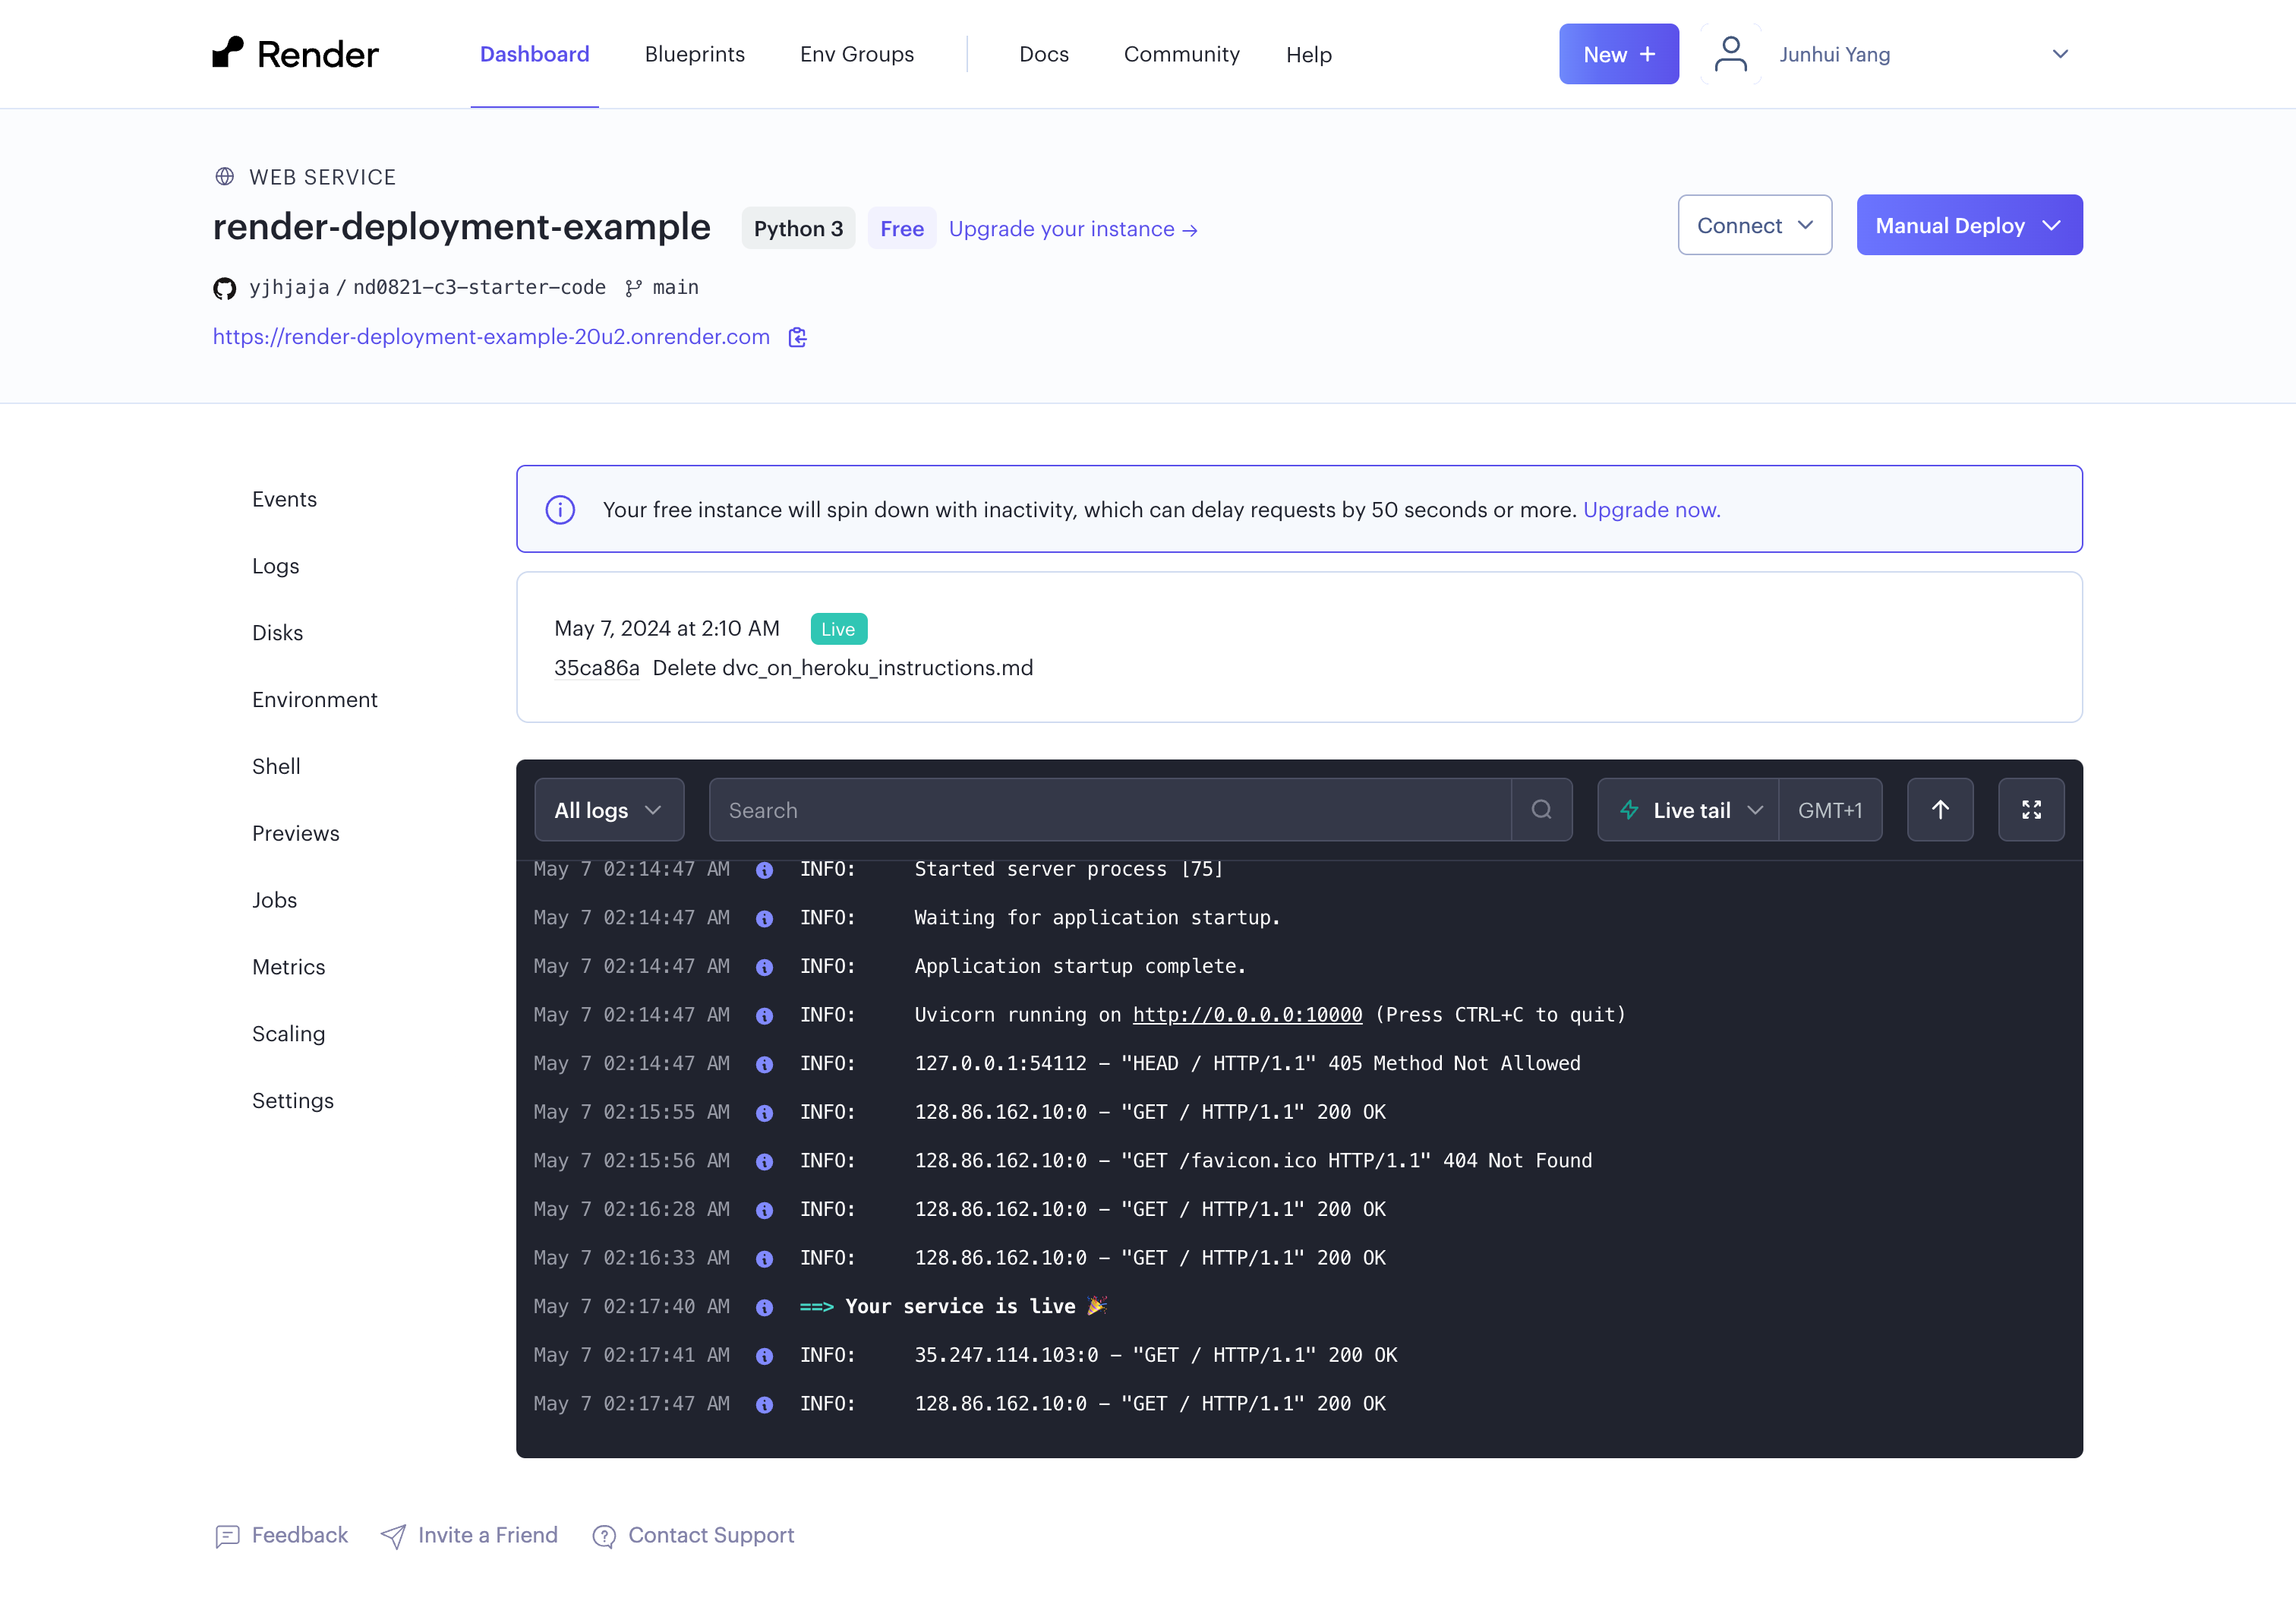 Render
Dashboard
Blueprints
Env Groups
Docs
Community
Help
New +
Junhui Yang
WEB SERVICE
render-deployment-example
Python 3
Free
Upgrade your instance →
Connect
Manual Deploy
yjhjaja / nd0821-c3-starter-code
main
https://render-deployment-example-20u2.onrender.com
Events
Logs
Disks
Environment
Shell
Previews
Jobs
Metrics
Scaling
Settings
Your free instance will spin down with inactivity, which can delay requests by 50 seconds or more. Upgrade now.
May 7, 2024 at 2:10 AM Live
35ca86a Delete dvc_on_heroku_instructions.md
All logs
Search
Live tail
GMT+1
May 7 02:14:47 AM INFO: Started server process [75]
May 7 02:14:47 AM INFO: Waiting for application startup.
May 7 02:14:47 AM INFO: Application startup complete.
May 7 02:14:47 AM INFO: Uvicorn running on http://0.0.0.0:10000 (Press CTRL+C to quit)
May 7 02:14:47 AM INFO: 127.0.0.1:54112 - "HEAD / HTTP/1.1" 405 Method Not Allowed
May 7 02:15:55 AM INFO: 128.86.162.10:0 - "GET / HTTP/1.1" 200 OK
May 7 02:15:56 AM INFO: 128.86.162.10:0 - "GET /favicon.ico HTTP/1.1" 404 Not Found
May 7 02:16:28 AM INFO: 128.86.162.10:0 - "GET / HTTP/1.1" 200 OK
May 7 02:16:33 AM INFO: 128.86.162.10:0 - "GET / HTTP/1.1" 200 OK
May 7 02:17:40 AM ==> Your service is live 🎉
May 7 02:17:41 AM INFO: 35.247.114.103:0 - "GET / HTTP/1.1" 200 OK
May 7 02:17:47 AM INFO: 128.86.162.10:0 - "GET / HTTP/1.1" 200 OK
Feedback
Invite a Friend
Contact Support